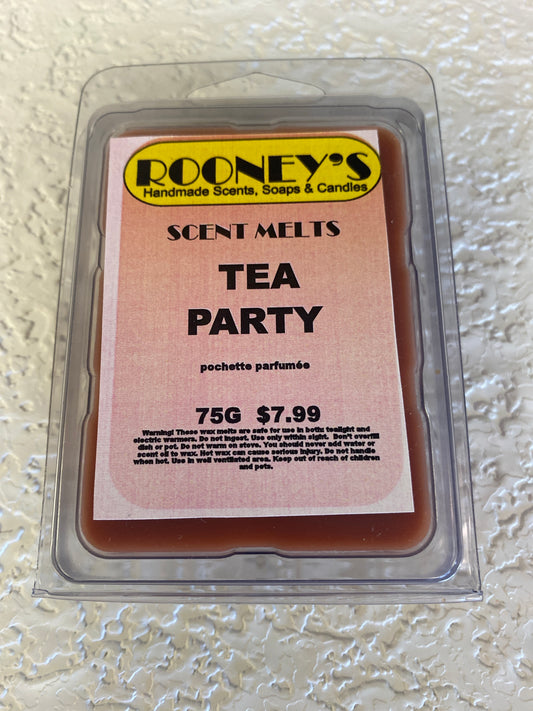 ROONEY'S
Handmade Scents, Soaps & Candles
SCENT MELTS
TEA
PARTY
pochette parfumée
75G $7.99
Warning! These wax melts are safe for use in both: tealight and
electric warmers. Do not ingest. Use only within sight. Don't overfill
dish or pot. Do not warm on stove. You should never add water or
scent oil to wax. Hot wax can cause serious injury. Do not handle
when hot. Use in well ventilated area. Keep out of reach of children
and pets.